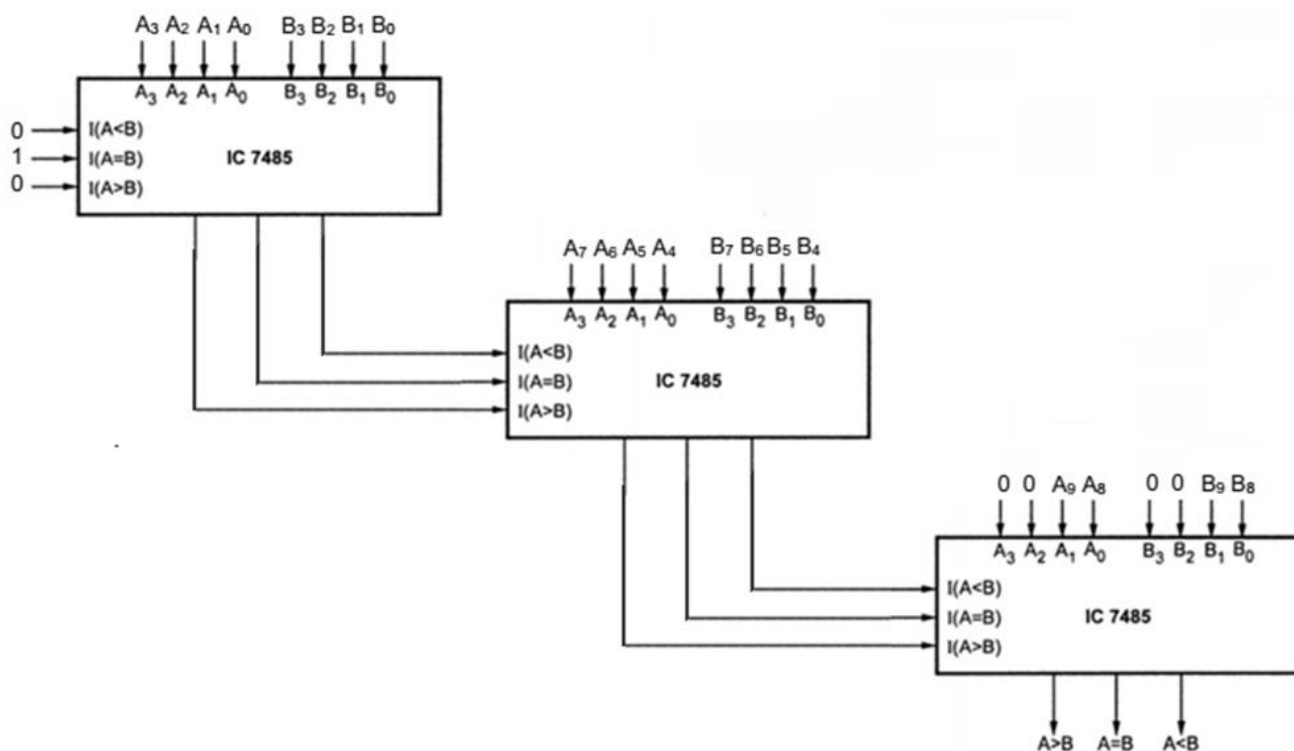 A₃ A₂ A₁ A₀ B₃ B₂ B₁ B₀
A₃ A₂ A₁ A₀ B₃ B₂ B₁ B₀
0 I(A<B)
1 I(A=B) IC 7485
0 I(A>B)
A₇ A₆ A₅ A₄ B₇ B₆ B₅ B₄
A₃ A₂ A₁ A₀ B₃ B₂ B₁ B₀
I(A<B)
I(A=B) IC 7485
I(A>B)
0 0 A₉ A₈ 0 0 B₉ B₈
A₃ A₂ A₁ A₀ B₃ B₂ B₁ B₀
I(A<B)
I(A=B) IC 7485
I(A>B)
A>B A=B A<B